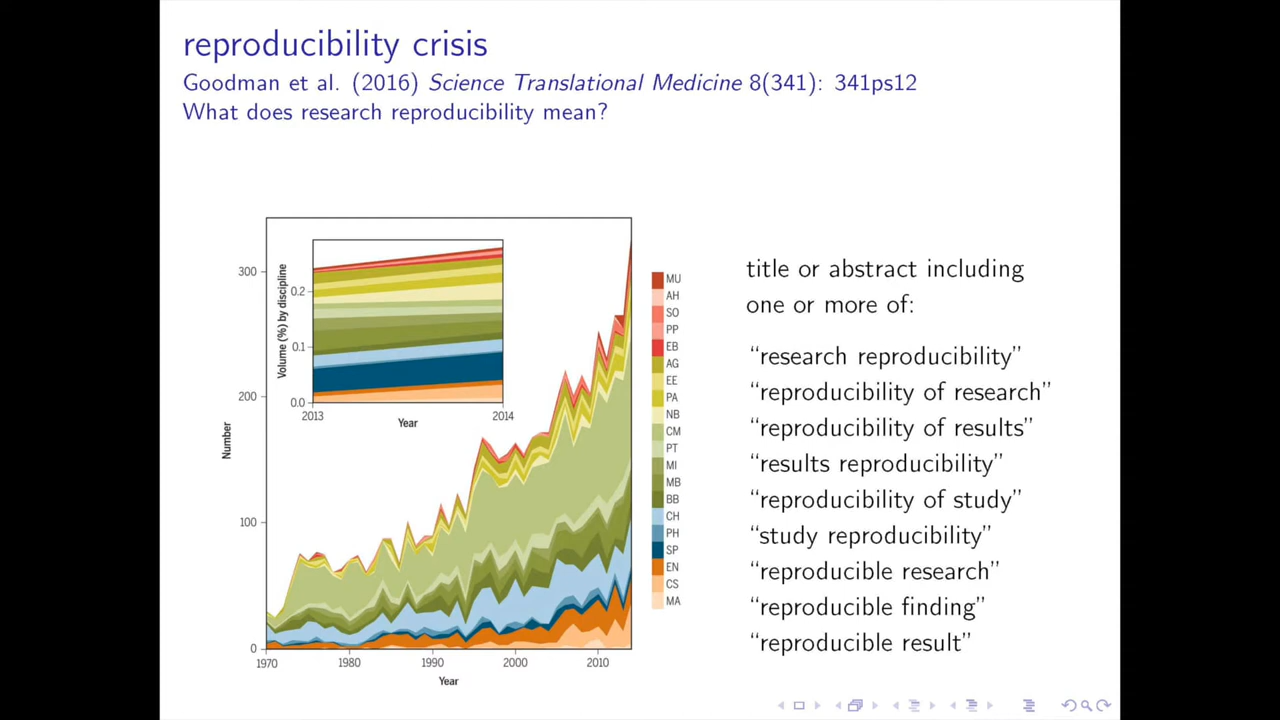 reproducibility crisis
Goodman et al. (2016) Science Translational Medicine 8(341): 341ps12
What does research reproducibility mean?
300
200
100
0
Number
1970
1980
1990
2000
2010
Year
Volume (%) by discipline
0.2
0.1
0.0
2013
2014
Year
MU
AH
SO
PP
EB
AG
EE
PA
NB
CM
PT
MI
MB
BB
CH
PH
SP
EN
CS
MA
title or abstract including
one or more of:
“research reproducibility”
“reproducibility of research”
“reproducibility of results”
“results reproducibility”
“reproducibility of study”
“study reproducibility”
“reproducible research”
“reproducible finding”
“reproducible result”